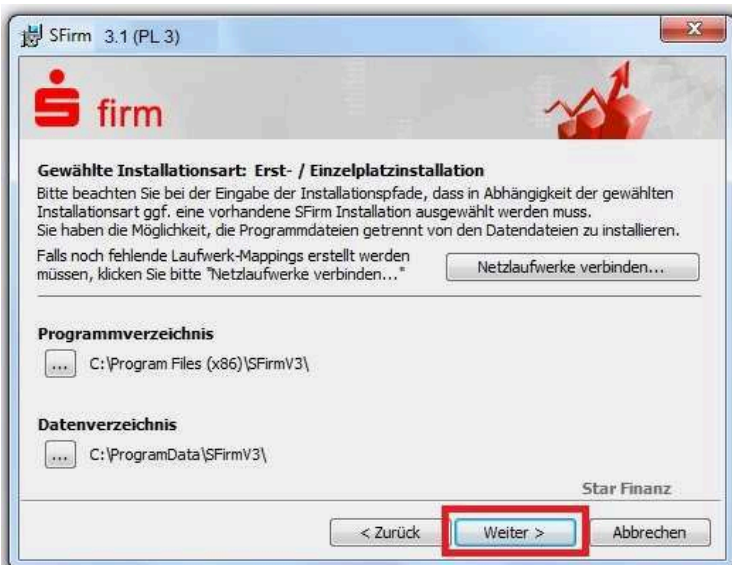 SFirm 3.1 (PL 3)
S firm
Gewählte Installationsart: Erst- / Einzelplatzinstallation
Bitte beachten Sie bei der Eingabe der Installationspfade, dass in Abhängigkeit der gewählten
Installationsart ggf. eine vorhandene SFirm Installation ausgewählt werden muss.
Sie haben die Möglichkeit, die Programmdateien getrennt von den Datendateien zu installieren.
Falls noch fehlende Laufwerk-Mappings erstellt werden
müssen, klicken Sie bitte "Netzlaufwerke verbinden..."
Netzlaufwerke verbinden...
Programmverzeichnis
... C:\Program Files (x86)\SFirmV3\
Datenverzeichnis
... C:\ProgramData\SFirmV3\
Star Finanz
< Zurück Weiter > Abbrechen